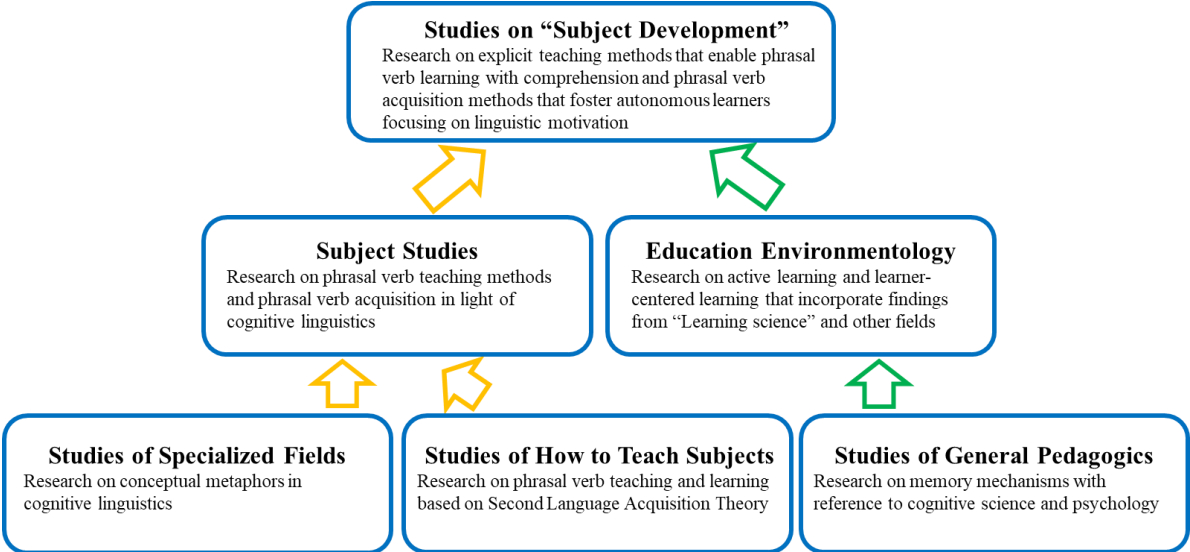 Studies on “Subject Development”
Research on explicit teaching methods that enable phrasal
verb learning with comprehension and phrasal verb
acquisition methods that foster autonomous learners
focusing on linguistic motivation
Subject Studies
Research on phrasal verb teaching methods
and phrasal verb acquisition in light of
cognitive linguistics
Education Environmentology
Research on active learning and learner-
centered learning that incorporate findings
from “Learning science” and other fields
Studies of Specialized Fields
Research on conceptual metaphors in
cognitive linguistics
Studies of How to Teach Subjects
Research on phrasal verb teaching and learning
based on Second Language Acquisition Theory
Studies of General Pedagogics
Research on memory mechanisms with
reference to cognitive science and psychology